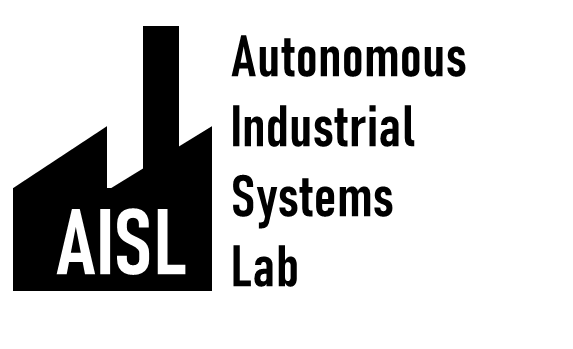 AISL
Autonomous
Industrial
Systems
Lab